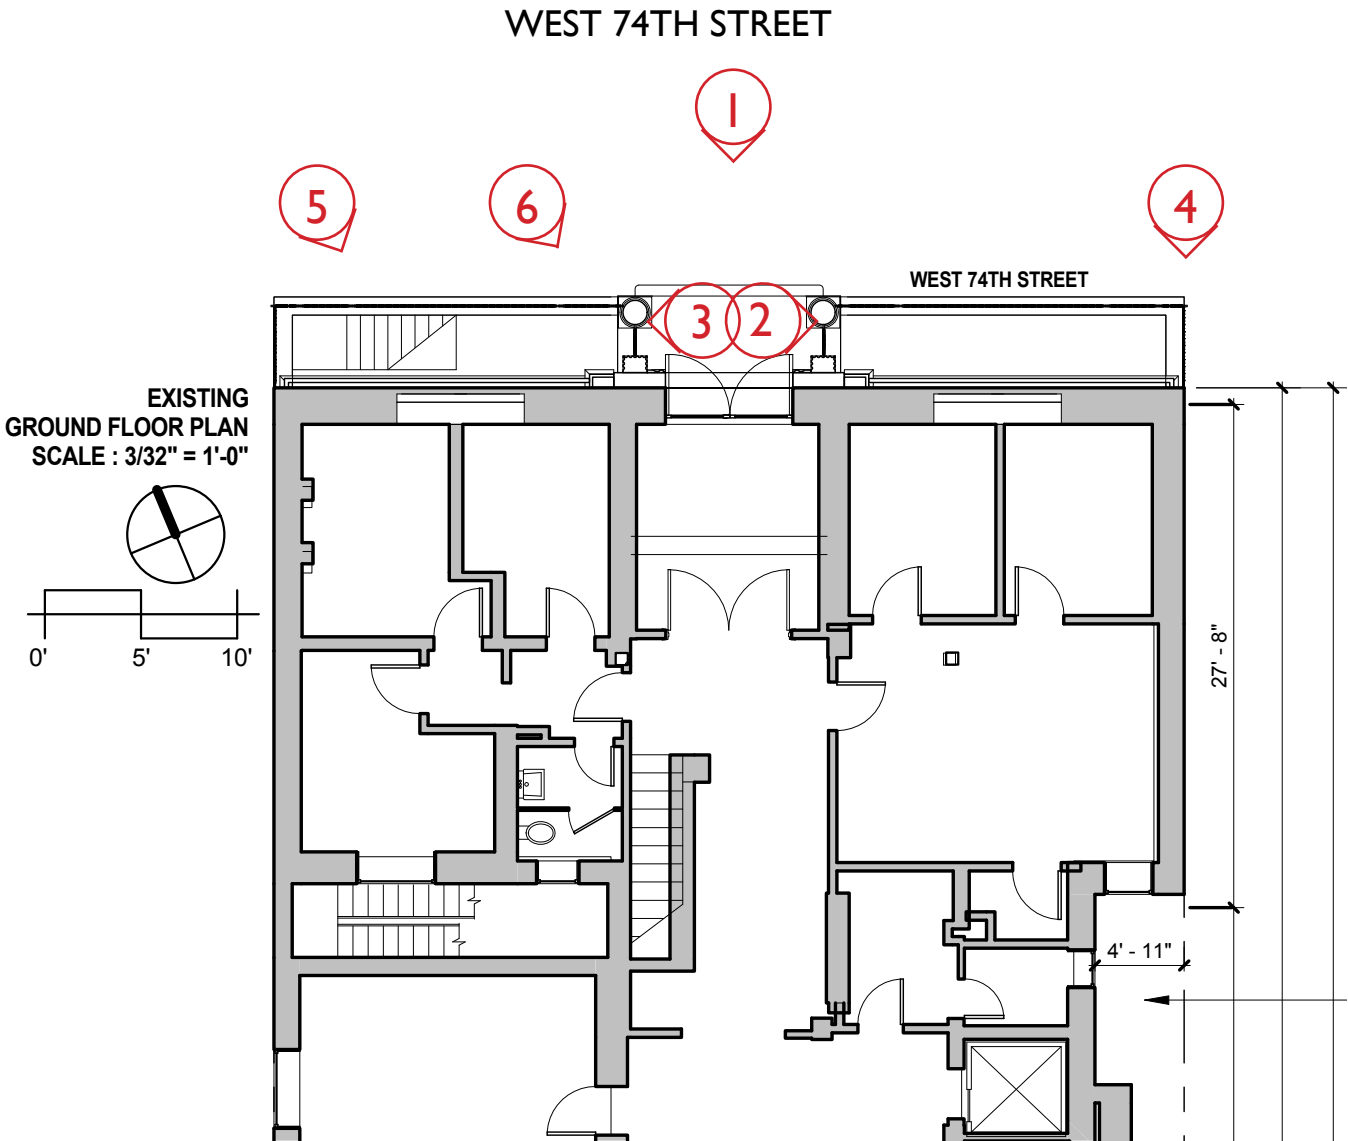 WEST 74TH STREET
1
5
6
4
WEST 74TH STREET
3
2
EXISTING
GROUND FLOOR PLAN
SCALE : 3/32" = 1'-0"
0'
5'
10'
27' - 8"
4' - 11"